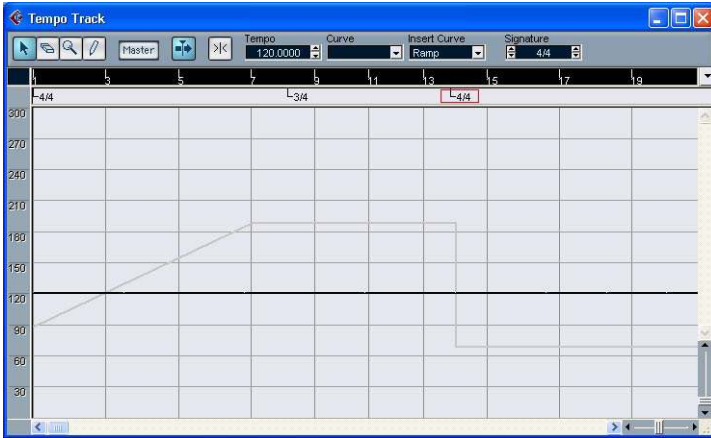 Tempo Track
Tempo Curve Insert Curve Signature
Master 120.0000 Ramp 4/4
1 3 5 7 9 11 13 15 17 19
4/4 3/4 4/4
300
270
240
210
180
150
120
90
60
30